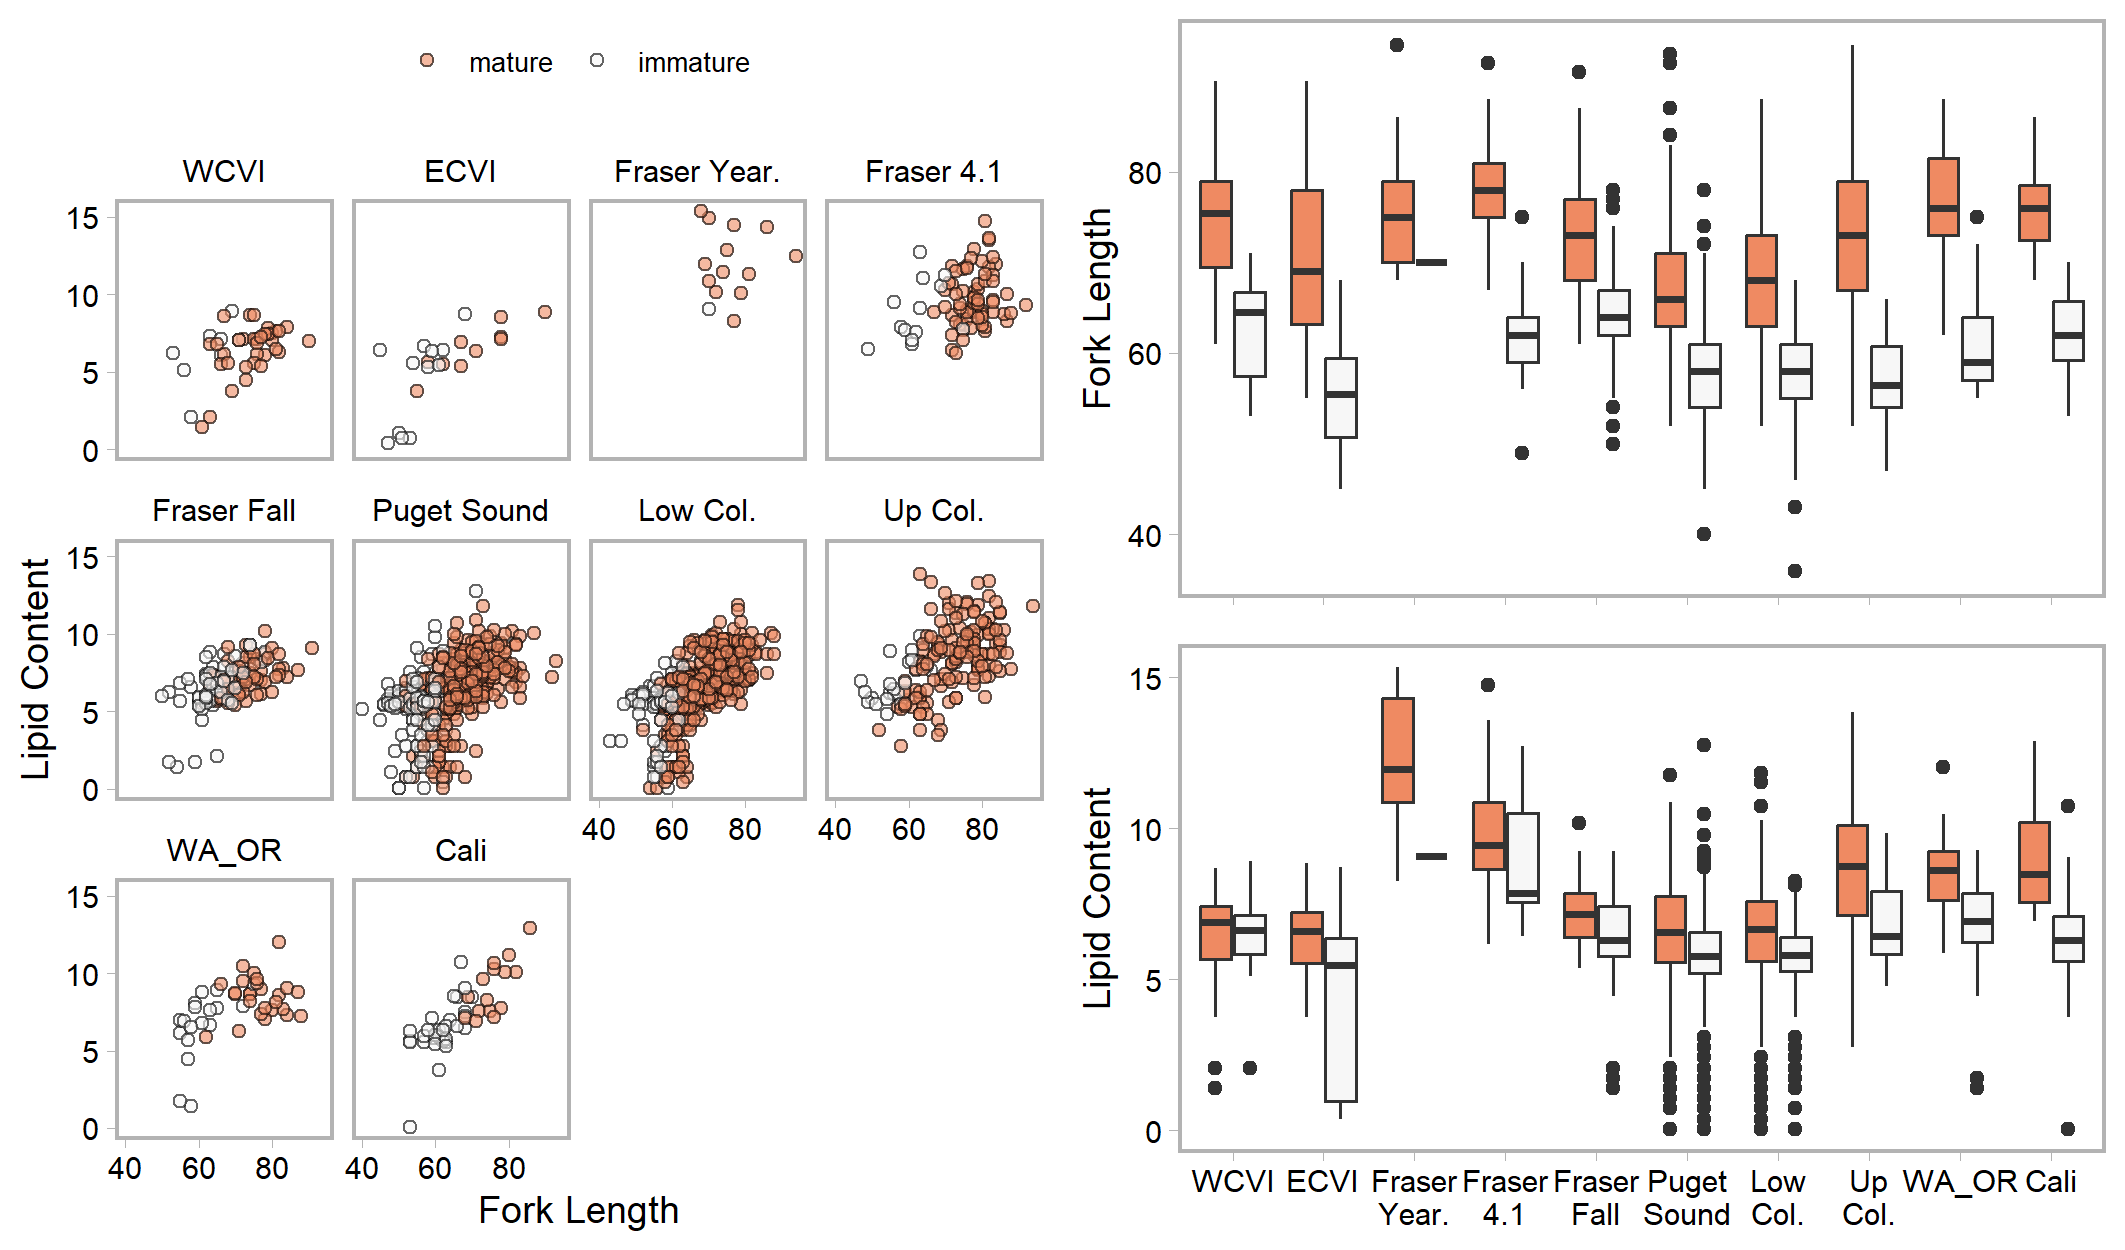 mature immature
WCVI ECVI Fraser Year. Fraser 4.1
15
10
5
0
Fraser Fall Puget Sound Low Col. Up Col.
Lipid Content
15
10
5
0
40 60 80 40 60 80
WA_OR Cali
15
10
5
0
40 60 80 40 60 80
Fork Length
Fork Length
80
60
40
Lipid Content
15
10
5
0
WCVI ECVI Fraser Fraser Fraser Puget Low Up WA_OR Cali
Year. 4.1 Fall Sound Col. Col.